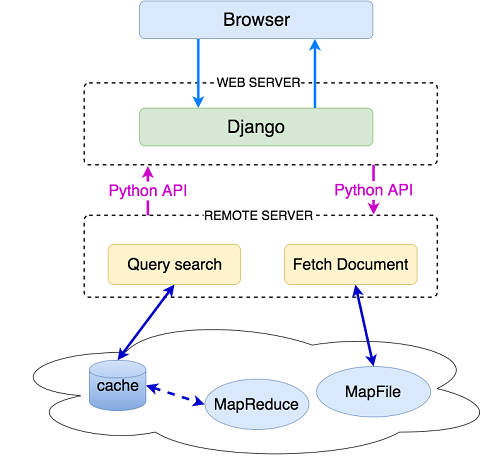 Browser
WEB SERVER
Django
Python API
Python API
REMOTE SERVER
Query search
Fetch Document
cache
MapReduce
MapFile